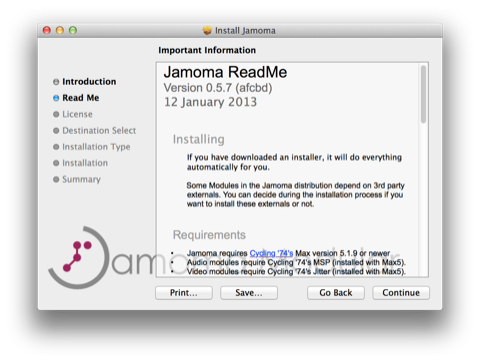 Install Jamoma
Important Information
Introduction
Read Me
License
Destination Select
Installation Type
Installation
Summary
Jamoma ReadMe
Version 0.5.7 (afcbd)
12 January 2013
Installing
If you have downloaded an installer, it will do everything
automatically for you.
Some Modules in the Jamoma distribution depend on 3rd party
externals. You can decide during the installation process if you
want to install these externals or not.
Requirements
• Jamoma requires Cycling '74's Max version 5.1.9 or newer
• Audio modules require Cycling '74's MSP (installed with Max5).
• Video modules require Cycling '74's Jitter (installed with Max5).
Print...
Save...
Go Back
Continue